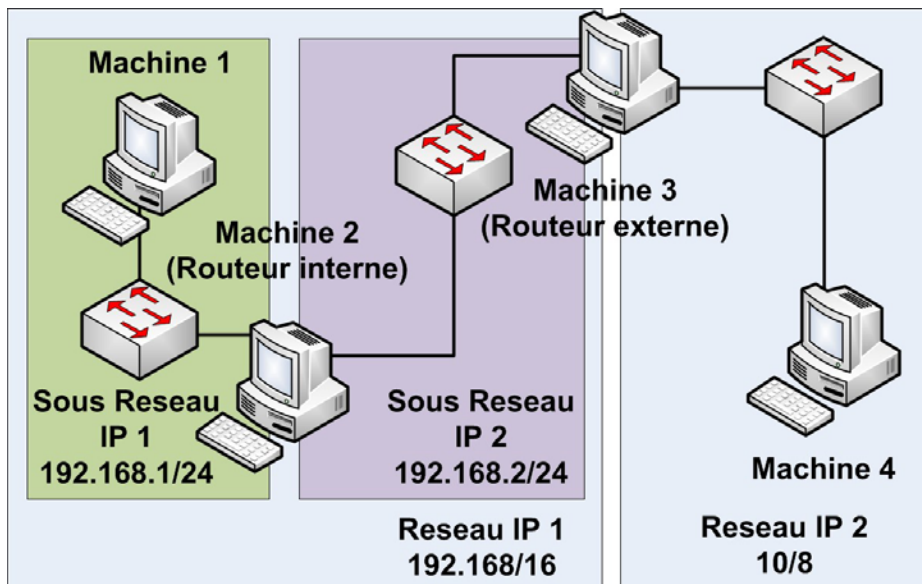 Machine 1
Machine 2
(Routeur interne)
Machine 3
(Routeur externe)
Sous Reseau
IP 1
192.168.1/24
Sous Reseau
IP 2
192.168.2/24
Machine 4
Reseau IP 1
192.168/16
Reseau IP 2
10/8